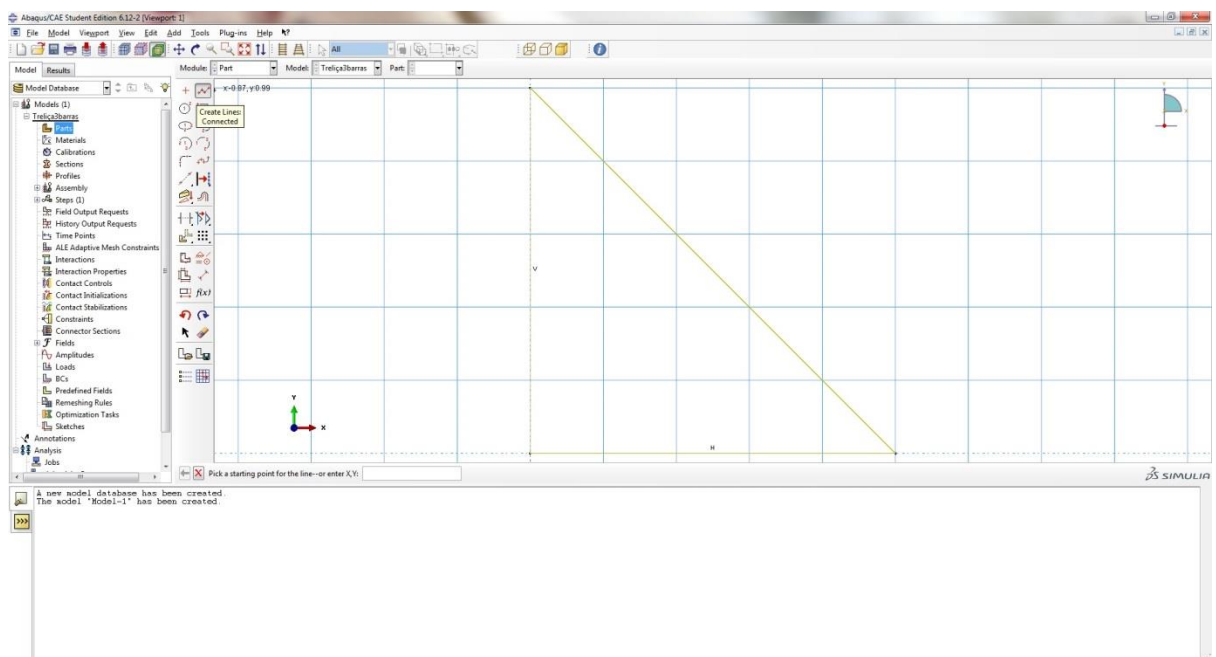 Abaqus/CAE Student Edition 6.12-2 [Viewport: 1]
File Model Viewport View Edit Add Tools Plug-ins Help
All
Model Results
Module: Part Model: Treliça3barras Part:
Model Database
x:-0.87,y:0.99
Create Lines:
Connected
Models (1)
Treliça3barras
Parts
Materials
Calibrations
Sections
Profiles
Assembly
Steps (1)
Field Output Requests
History Output Requests
Time Points
ALE Adaptive Mesh Constraints
Interactions
Interaction Properties
Contact Controls
Contact Initializations
Contact Stabilizations
Constraints
Connector Sections
Fields
Amplitudes
Loads
BCs
Predefined Fields
Remeshing Rules
Optimization Tasks
Sketches
Annotations
Analysis
Jobs
f(x)
V
H
Y
X
Pick a starting point for the line--or enter X,Y:
SIMULIA
A new model database has been created.
The model "Model-1" has been created.
>>>